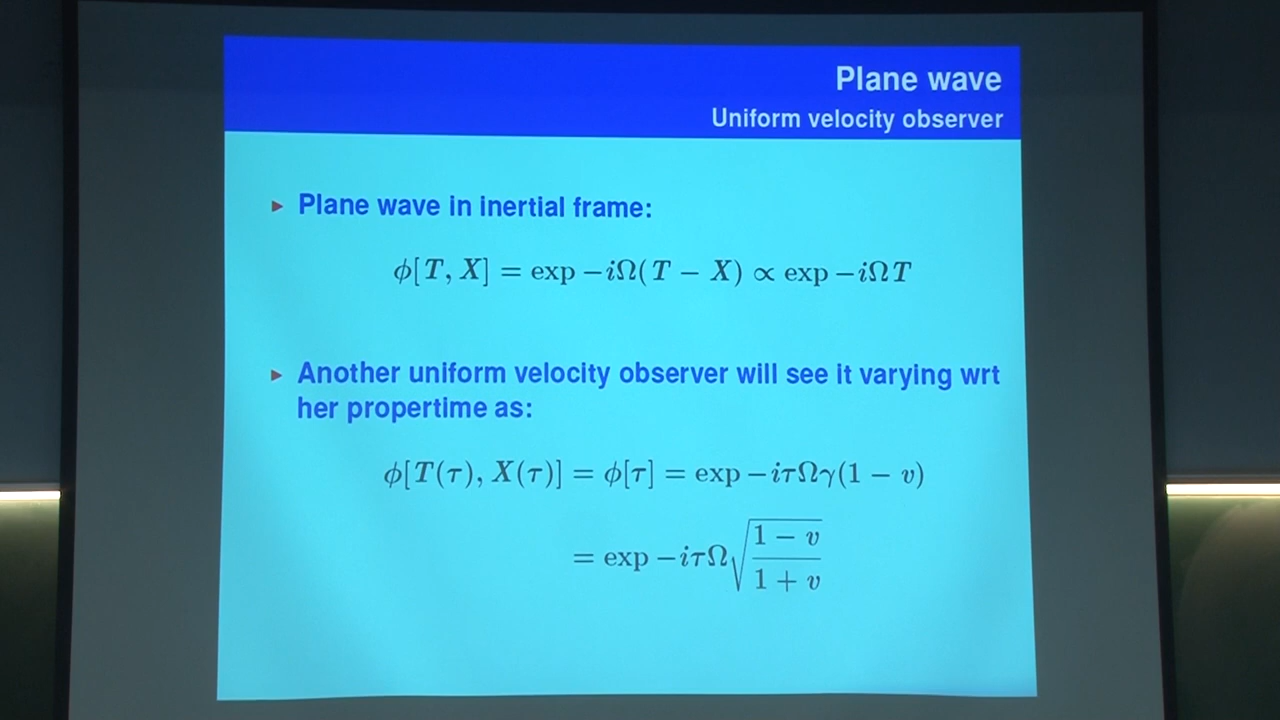 Plane wave
Uniform velocity observer
▸ Plane wave in inertial frame:
ϕ[T, X] = exp −iΩ(T − X) ∝ exp −iΩT
▸ Another uniform velocity observer will see it varying wrt
her propertime as:
ϕ[T(τ), X(τ)] = ϕ[τ] = exp −iτΩγ(1 − v)
= exp −iτΩ√((1 − v)/(1 + v))